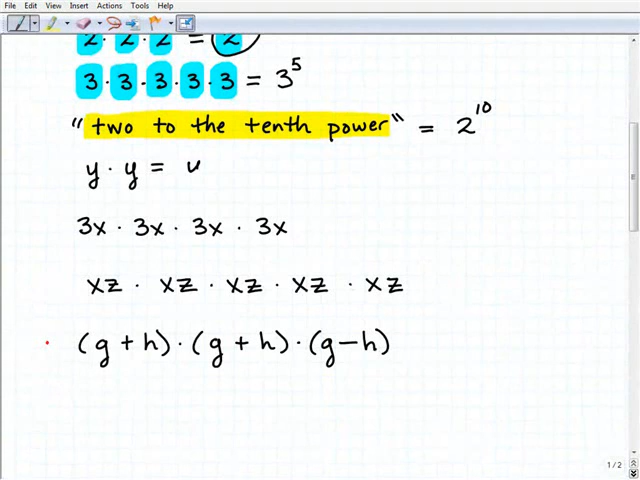 File Edit View Insert Actions Tools Help
2 · 2 · 2 = 2
3 · 3 · 3 · 3 · 3 = 3⁵
"two to the tenth power" = 2¹⁰
y · y =
3x · 3x · 3x · 3x
xz · xz · xz · xz · xz
(g + h) · (g + h) · (g − h)
1/2